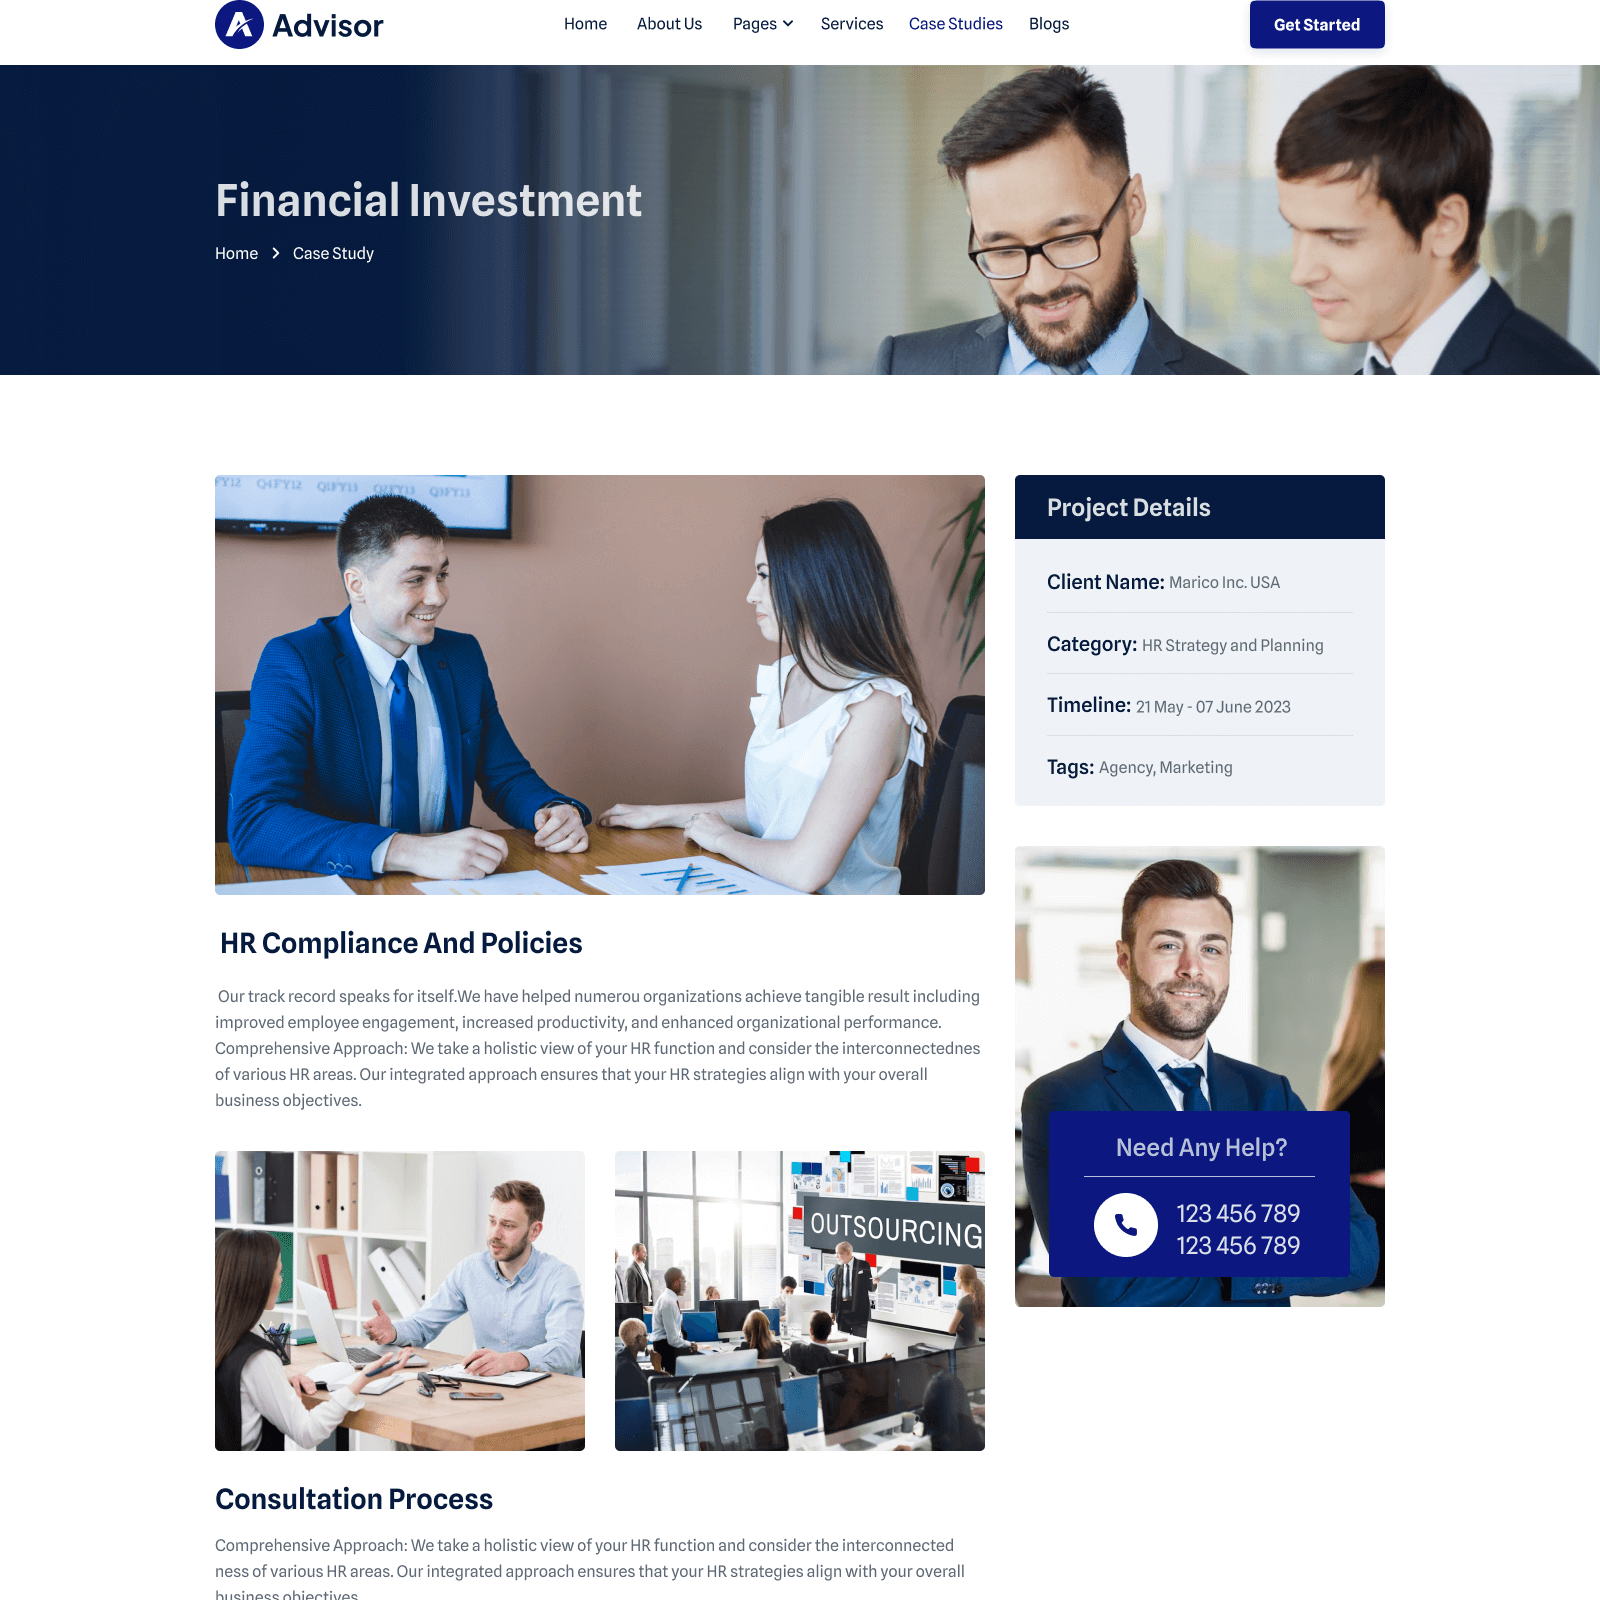 Advisor
Home About Us Pages Services Case Studies Blogs
Get Started
Financial Investment
Home > Case Study
Q4FY12 Q1FY13 Q2FY13 Q3FY13
Project Details
Client Name: Marico Inc. USA
Category: HR Strategy and Planning
Timeline: 21 May - 07 June 2023
Tags: Agency, Marketing
HR Compliance And Policies
Our track record speaks for itself.We have helped numerou organizations achieve tangible result including
improved employee engagement, increased productivity, and enhanced organizational performance.
Comprehensive Approach: We take a holistic view of your HR function and consider the interconnectednes
of various HR areas. Our integrated approach ensures that your HR strategies align with your overall
business objectives.
Need Any Help?
123 456 789
123 456 789
OUTSOURCING
Consultation Process
Comprehensive Approach: We take a holistic view of your HR function and consider the interconnected
ness of various HR areas. Our integrated approach ensures that your HR strategies align with your overall
business objectives.